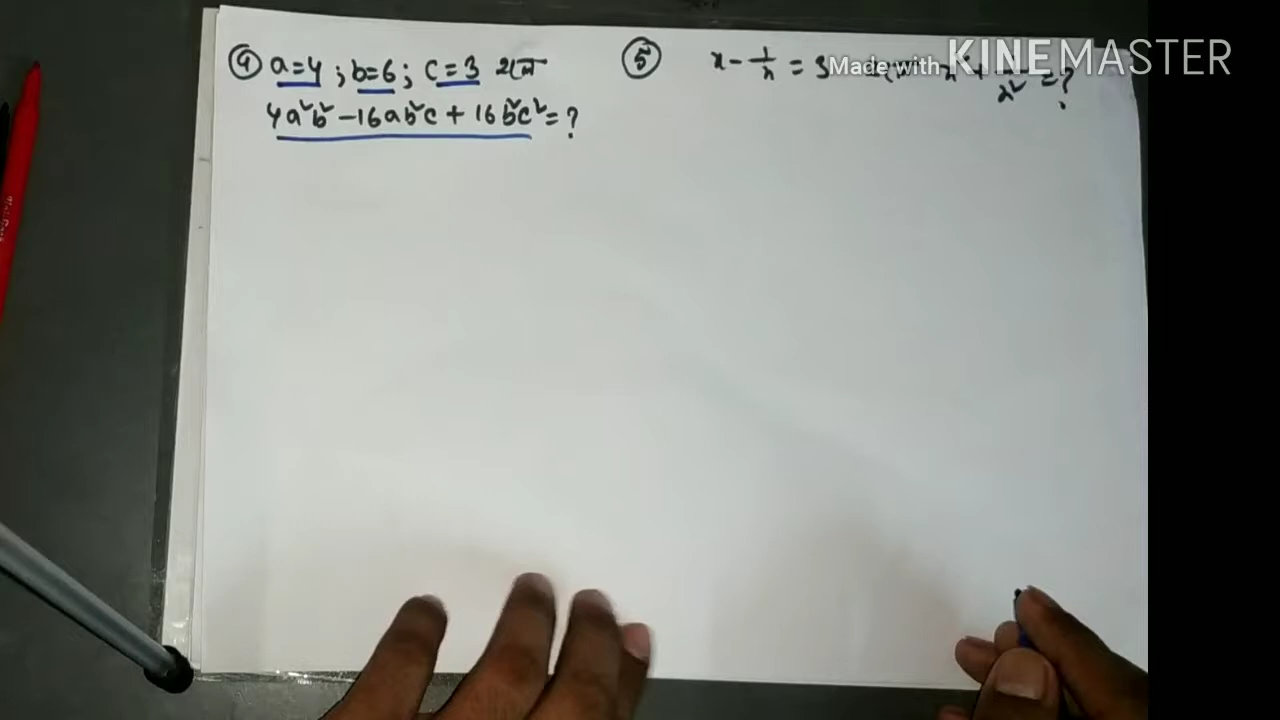 ④ a=4 ; b=6 ; c=3 হলে
4a²b² - 16ab²c + 16b²c² = ?
⑤ x - 1/x = 3
x² = ?
Made with KINEMASTER